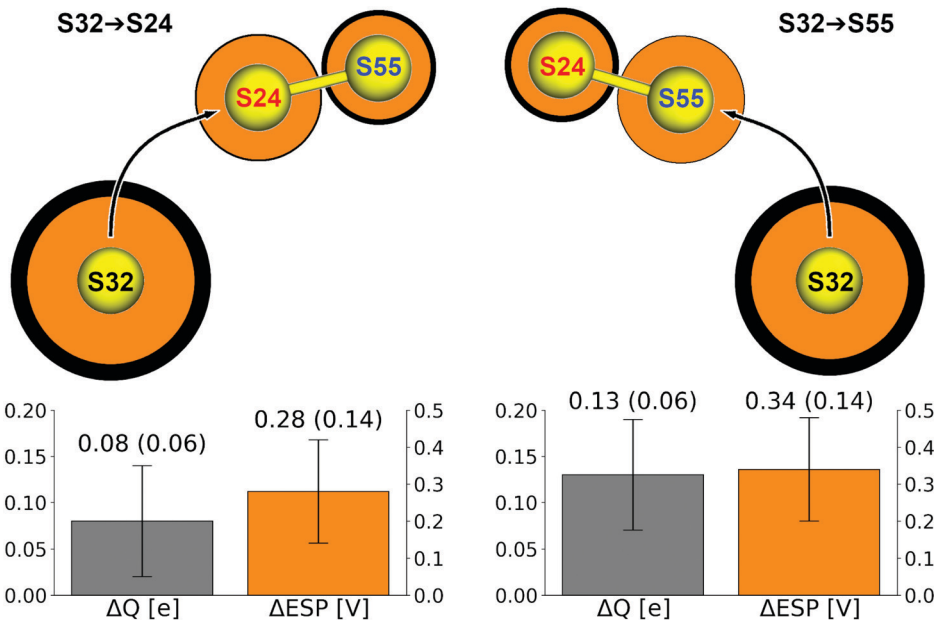 S32→S24
S24
S55
S32
S32→S55
S24
S55
S32
0.20
0.15
0.10
0.05
0.00
0.08 (0.06)
0.28 (0.14)
0.5
0.4
0.3
0.2
0.1
0.0
ΔQ [e]
ΔESP [V]
0.20
0.15
0.10
0.05
0.00
0.13 (0.06)
0.34 (0.14)
0.5
0.4
0.3
0.2
0.1
0.0
ΔQ [e]
ΔESP [V]